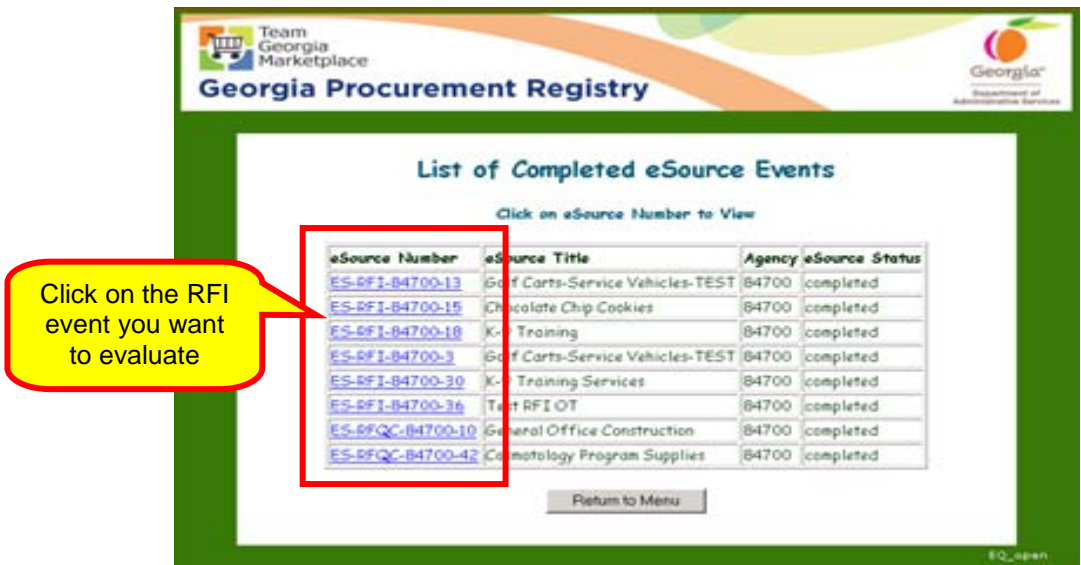 Team
Georgia
Marketplace
Georgia Procurement Registry
Georgia
Department of
Administrative Services
List of Completed eSource Events
Click on eSource Number to View
eSource Number eSource Title Agency eSource Status
ES-RFI-84700-13 Golf Carts-Service Vehicles-TEST 84700 completed
ES-RFI-84700-15 Chocolate Chip Cookies 84700 completed
ES-RFI-84700-18 K-9 Training 84700 completed
ES-RFI-84700-3 Golf Carts-Service Vehicles-TEST 84700 completed
ES-RFI-84700-30 K-9 Training Services 84700 completed
ES-RFI-84700-36 Test RFI OT 84700 completed
ES-RFQC-84700-10 General Office Construction 84700 completed
ES-RFQC-84700-42 Cosmotology Program Supplies 84700 completed
Click on the RFI
event you want
to evaluate
Return to Menu
EQ_open